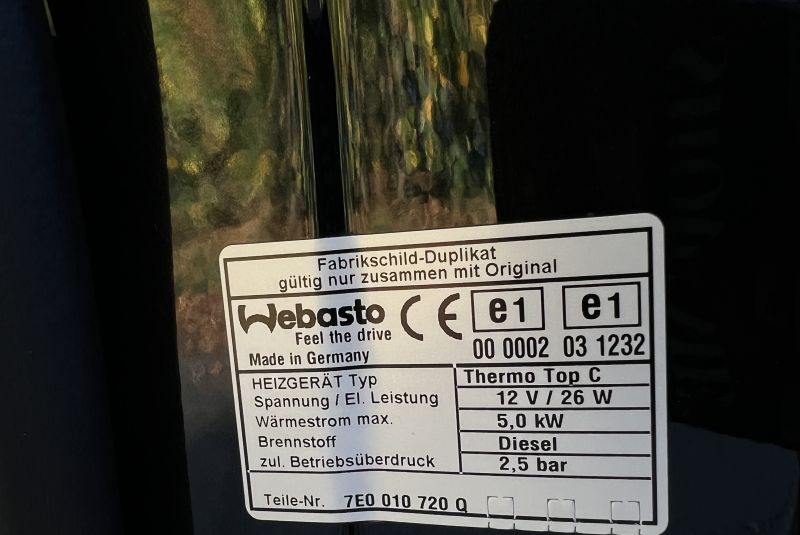 Fabrikschild-Duplikat
gültig nur zusammen mit Original
Webasto CE e1 e1
Feel the drive
Made in Germany 00 0002 03 1232
HEIZGERÄT Typ Thermo Top C
Spannung / El. Leistung 12 V / 26 W
Wärmestrom max. 5,0 kW
Brennstoff Diesel
zul. Betriebsüberdruck 2,5 bar
Teile-Nr. 7E0 010 720 Q